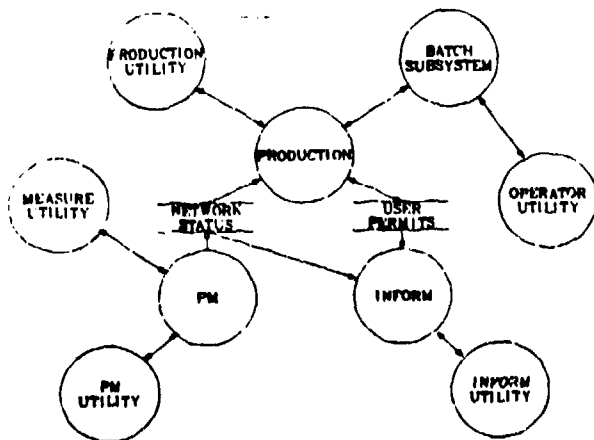 PRODUCTION
UTILITY
BATCH
SUBSYSTEM
PRODUCTION
MEASURE
UTILITY
NETWORK
STATUS
USER
PERMITS
OPERATOR
UTILITY
PM
INFORM
PM
UTILITY
INFORM
UTILITY